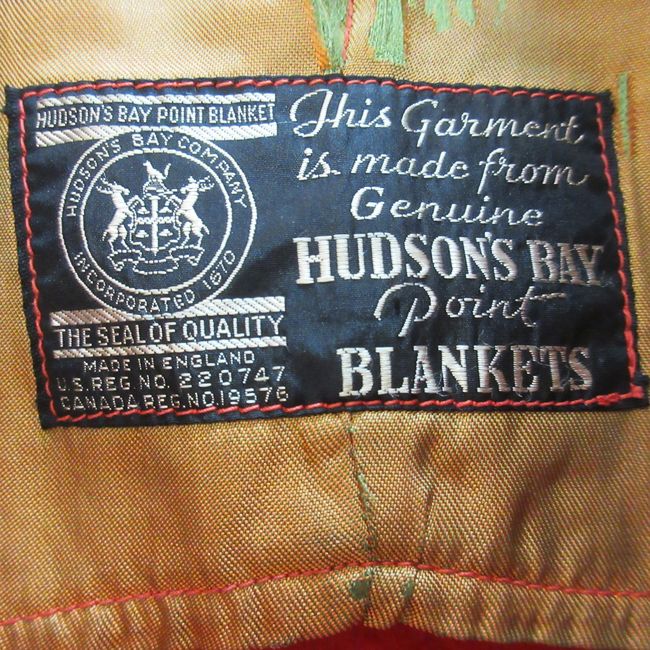 HUDSON'S BAY POINT BLANKET
HUDSON'S BAY COMPANY
INCORPORATED 1670
THE SEAL OF QUALITY
MADE IN ENGLAND
U.S. REG NO. 220747
CANADA REG. NO. 19576
This Garment
is made from
Genuine
HUDSON'S BAY
Point
BLANKETS